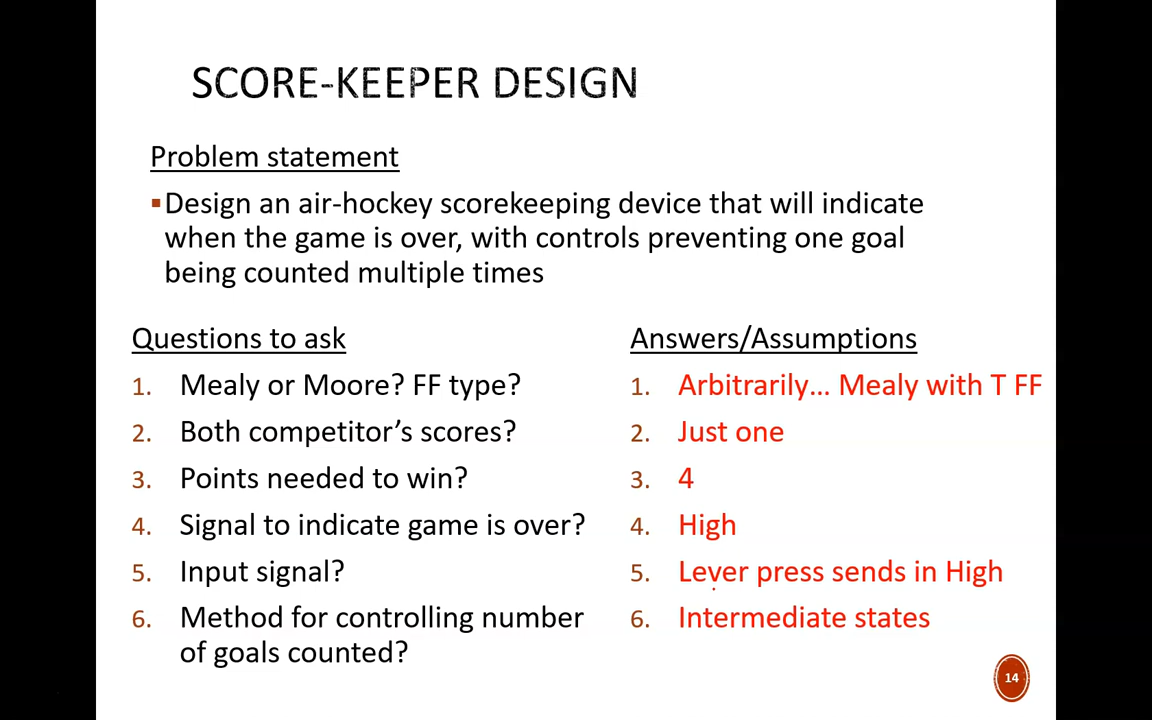 SCORE-KEEPER DESIGN
Problem statement
▪Design an air-hockey scorekeeping device that will indicate
when the game is over, with controls preventing one goal
being counted multiple times
Questions to ask
1. Mealy or Moore? FF type?
2. Both competitor’s scores?
3. Points needed to win?
4. Signal to indicate game is over?
5. Input signal?
6. Method for controlling number
of goals counted?
Answers/Assumptions
1. Arbitrarily… Mealy with T FF
2. Just one
3. 4
4. High
5. Lever press sends in High
6. Intermediate states
14